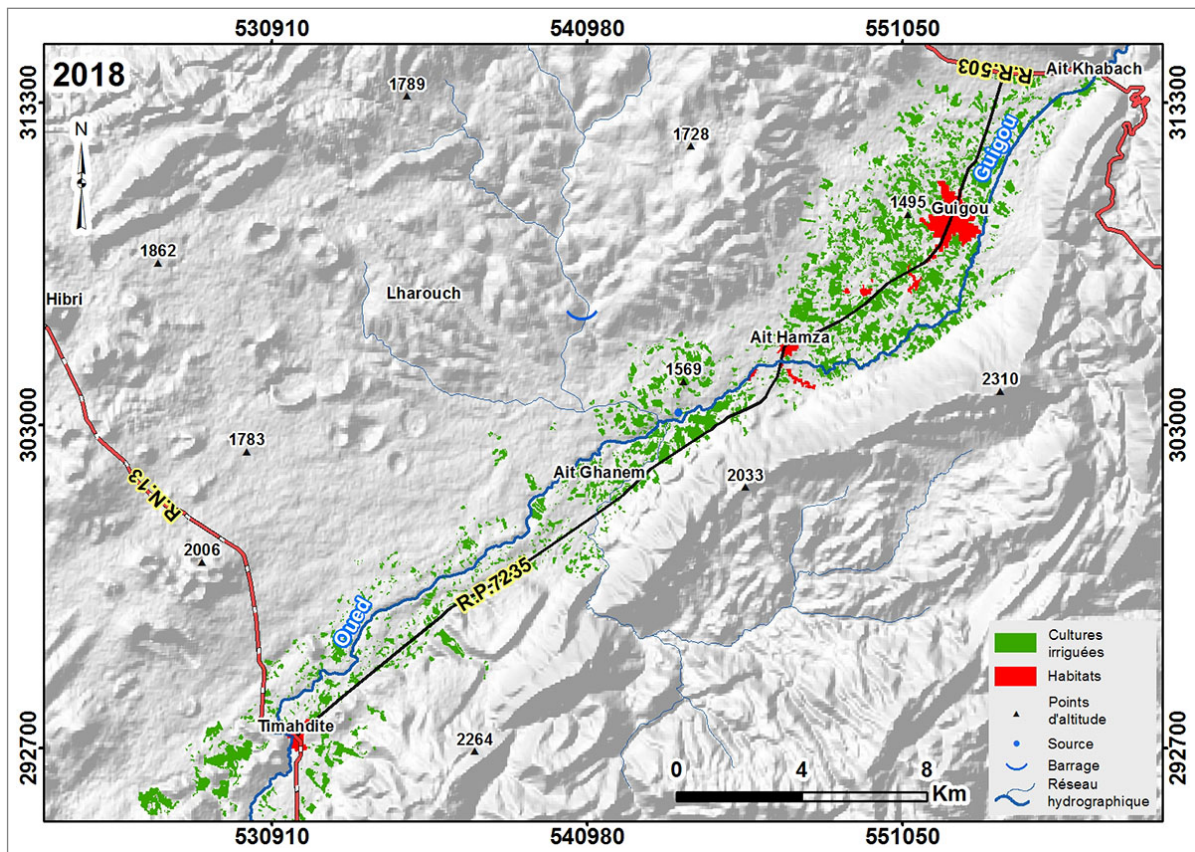 530910
540980
551050
2018
313300
303000
292700
N
1789
R.R.503
Ait Khabach
313300
1728
Guigou
1495
Guigou
1862
Hibri
Lharouch
Ait Hamza
1569
2310
303000
1783
Ait Ghanem
2033
R.N.13
2006
R.P.7235
Oued
Timahdite
2264
292700
Cultures
irriguées
Habitats
Points
d'altitude
Source
Barrage
Réseau
hydrographique
0 4 8
Km
530910
540980
551050